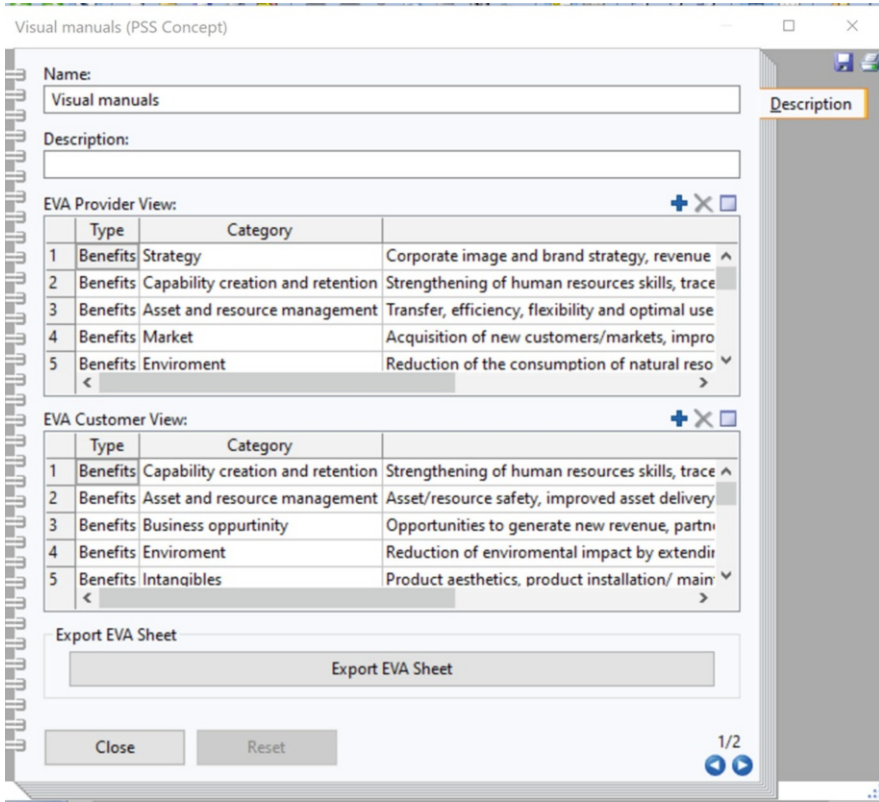 Visual manuals (PSS Concept)
Name:
Visual manuals
Description
Description:
EVA Provider View:
Type Category
1 Benefits Strategy Corporate image and brand strategy, revenue
2 Benefits Capability creation and retention Strengthening of human resources skills, trace
3 Benefits Asset and resource management Transfer, efficiency, flexibility and optimal use
4 Benefits Market Acquisition of new customers/markets, impro
5 Benefits Enviroment Reduction of the consumption of natural reso
EVA Customer View:
Type Category
1 Benefits Capability creation and retention Strengthening of human resources skills, trace
2 Benefits Asset and resource management Asset/resource safety, improved asset delivery
3 Benefits Business oppurtinity Opportunities to generate new revenue, partn
4 Benefits Enviroment Reduction of enviromental impact by extendin
5 Benefits Intangibles Product aesthetics, product installation/ main
Export EVA Sheet
Export EVA Sheet
Close Reset 1/2